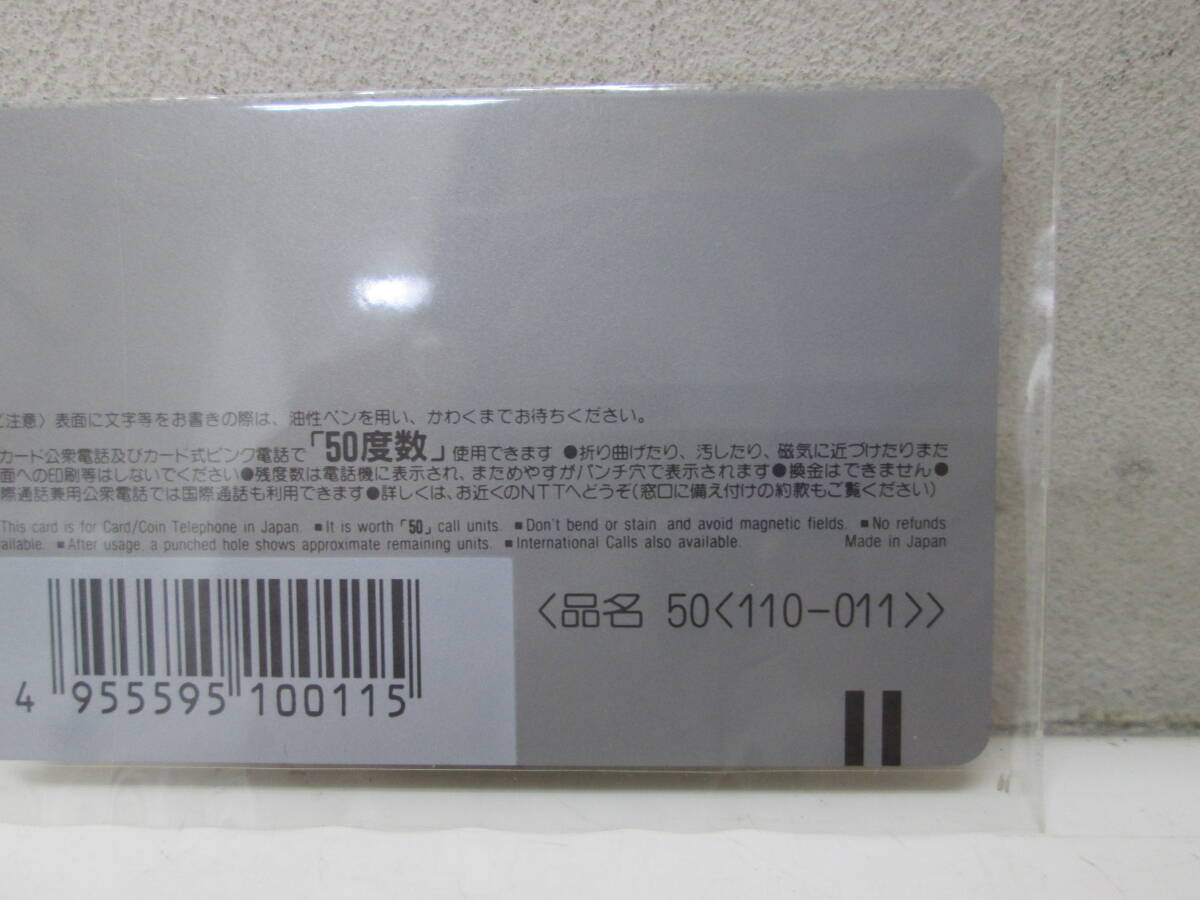 注意〉表面に文字等をお書きの際は、油性ペンを用い、かわくまでお待ちください。
カード公衆電話及びカード式ピンク電話で「50度数」使用できます ●折り曲げたり、汚したり、磁気に近づけたりまた
面への印刷等はしないでください●残度数は電話機に表示され、まためやすがパンチ穴で表示されます●換金はできません●
際通話兼用公衆電話では国際通話も利用できます●詳しくは、お近くのNTTへどうぞ(窓口に備え付けの約款もご覧ください)
This card is for Card/Coin Telephone in Japan. ■It is worth「50」call units. ■Don't bend or stain and avoid magnetic fields. ■No refunds
ailable. ■After usage, a punched hole shows approximate remaining units. ■International Calls also available. Made in Japan
〈品名 50〈110-011〉〉
4 955595 100115